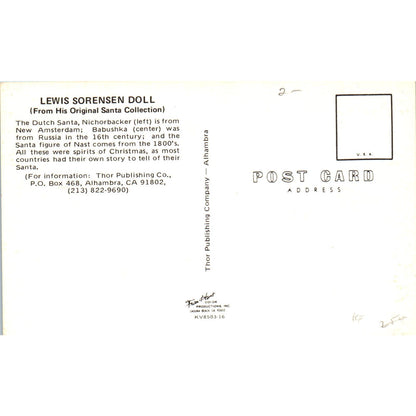 2 -
LEWIS SORENSEN DOLL
(From His Original Santa Collection)
The Dutch Santa, Nichorbacker (left) is from
New Amsterdam; Babushka (center) was
from Russia in the 16th century; and the
Santa figure of Nast comes from the 1800's.
All these were spirits of Christmas, as most
countries had their own story to tell of their
Santa.
(For information: Thor Publishing Co.,
P.O. Box 468, Alhambra, CA 91802,
(213) 822-9690)
Thor Publishing Company — Alhambra
POST CARD
ADDRESS
PRODUCTIONS, INC.
KV8503-16